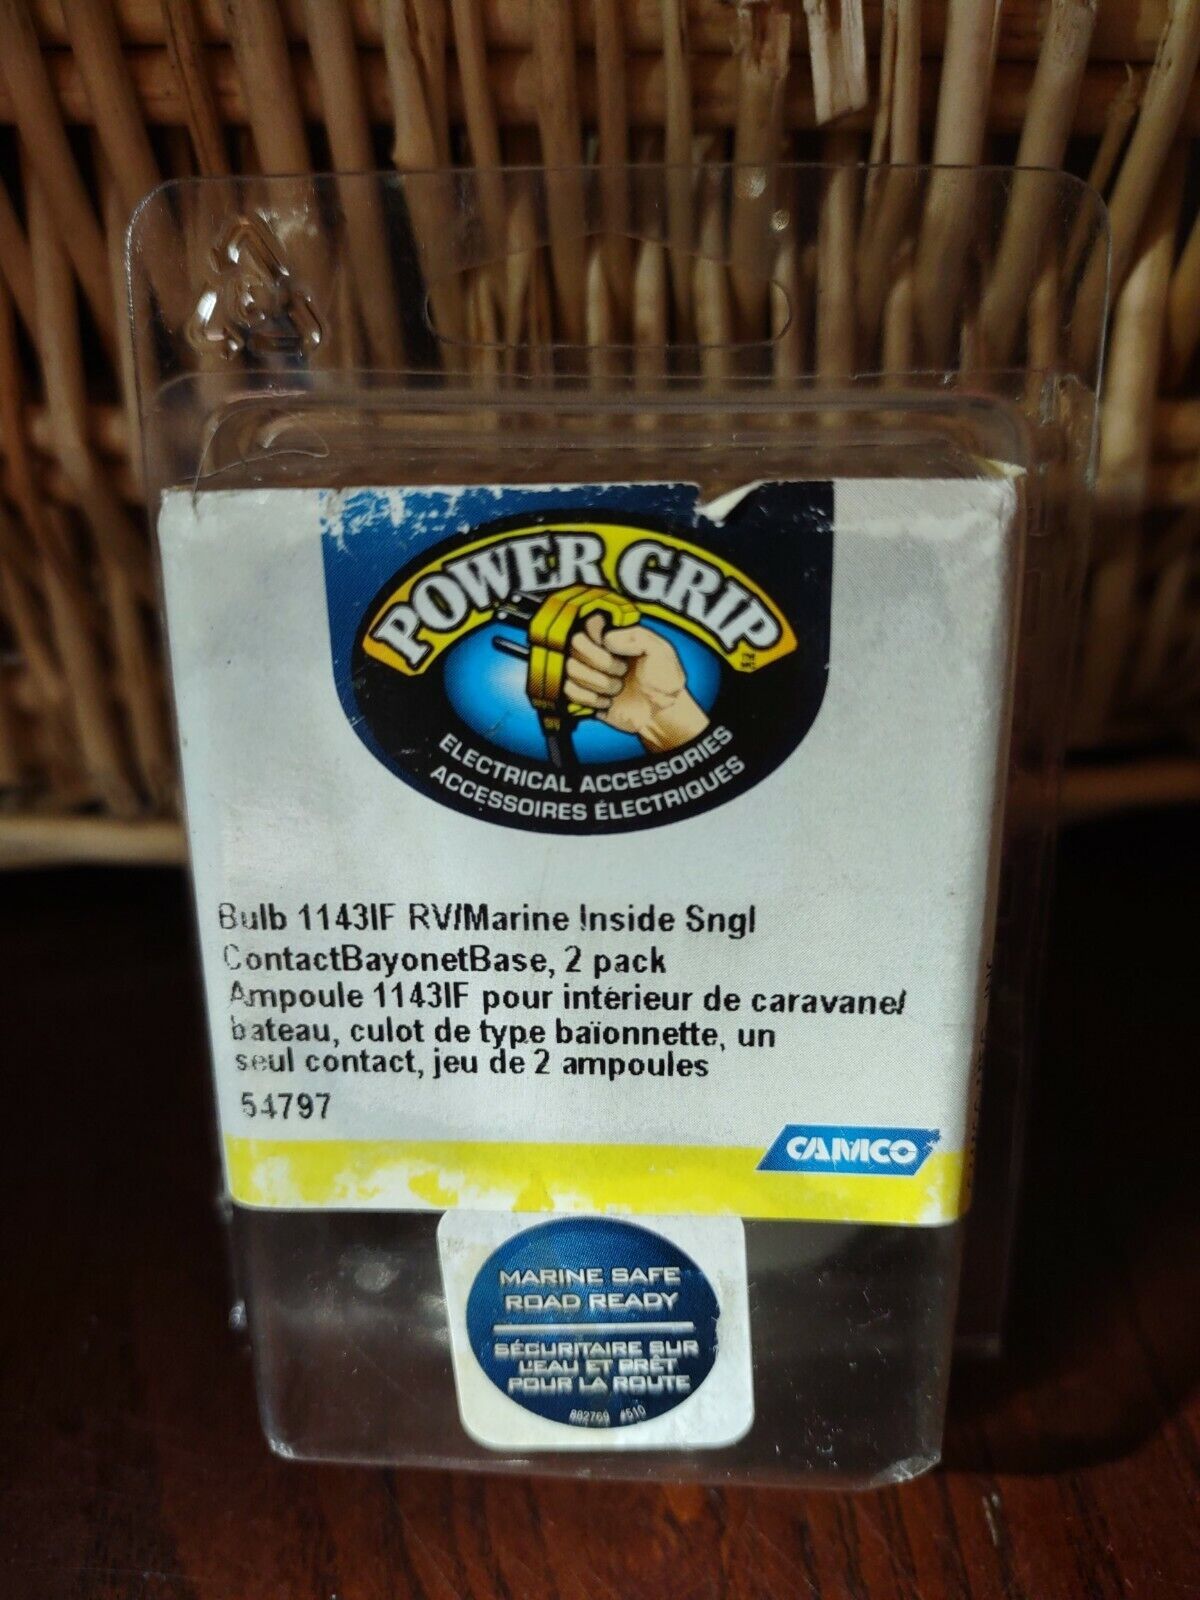 POWER GRIP
ELECTRICAL ACCESSORIES
ACCESSOIRES ÉLECTRIQUES
Bulb 1143IF RV/Marine Inside Sngl
ContactBayonetBase, 2 pack
Ampoule 1143IF pour intérieur de caravane/
bateau, culot de type baïonnette, un
seul contact, jeu de 2 ampoules
54797
CAMCO
MARINE SAFE
ROAD READY
SÉCURITAIRE SUR
L'EAU ET PRÊT
POUR LA ROUTE
882769 #510